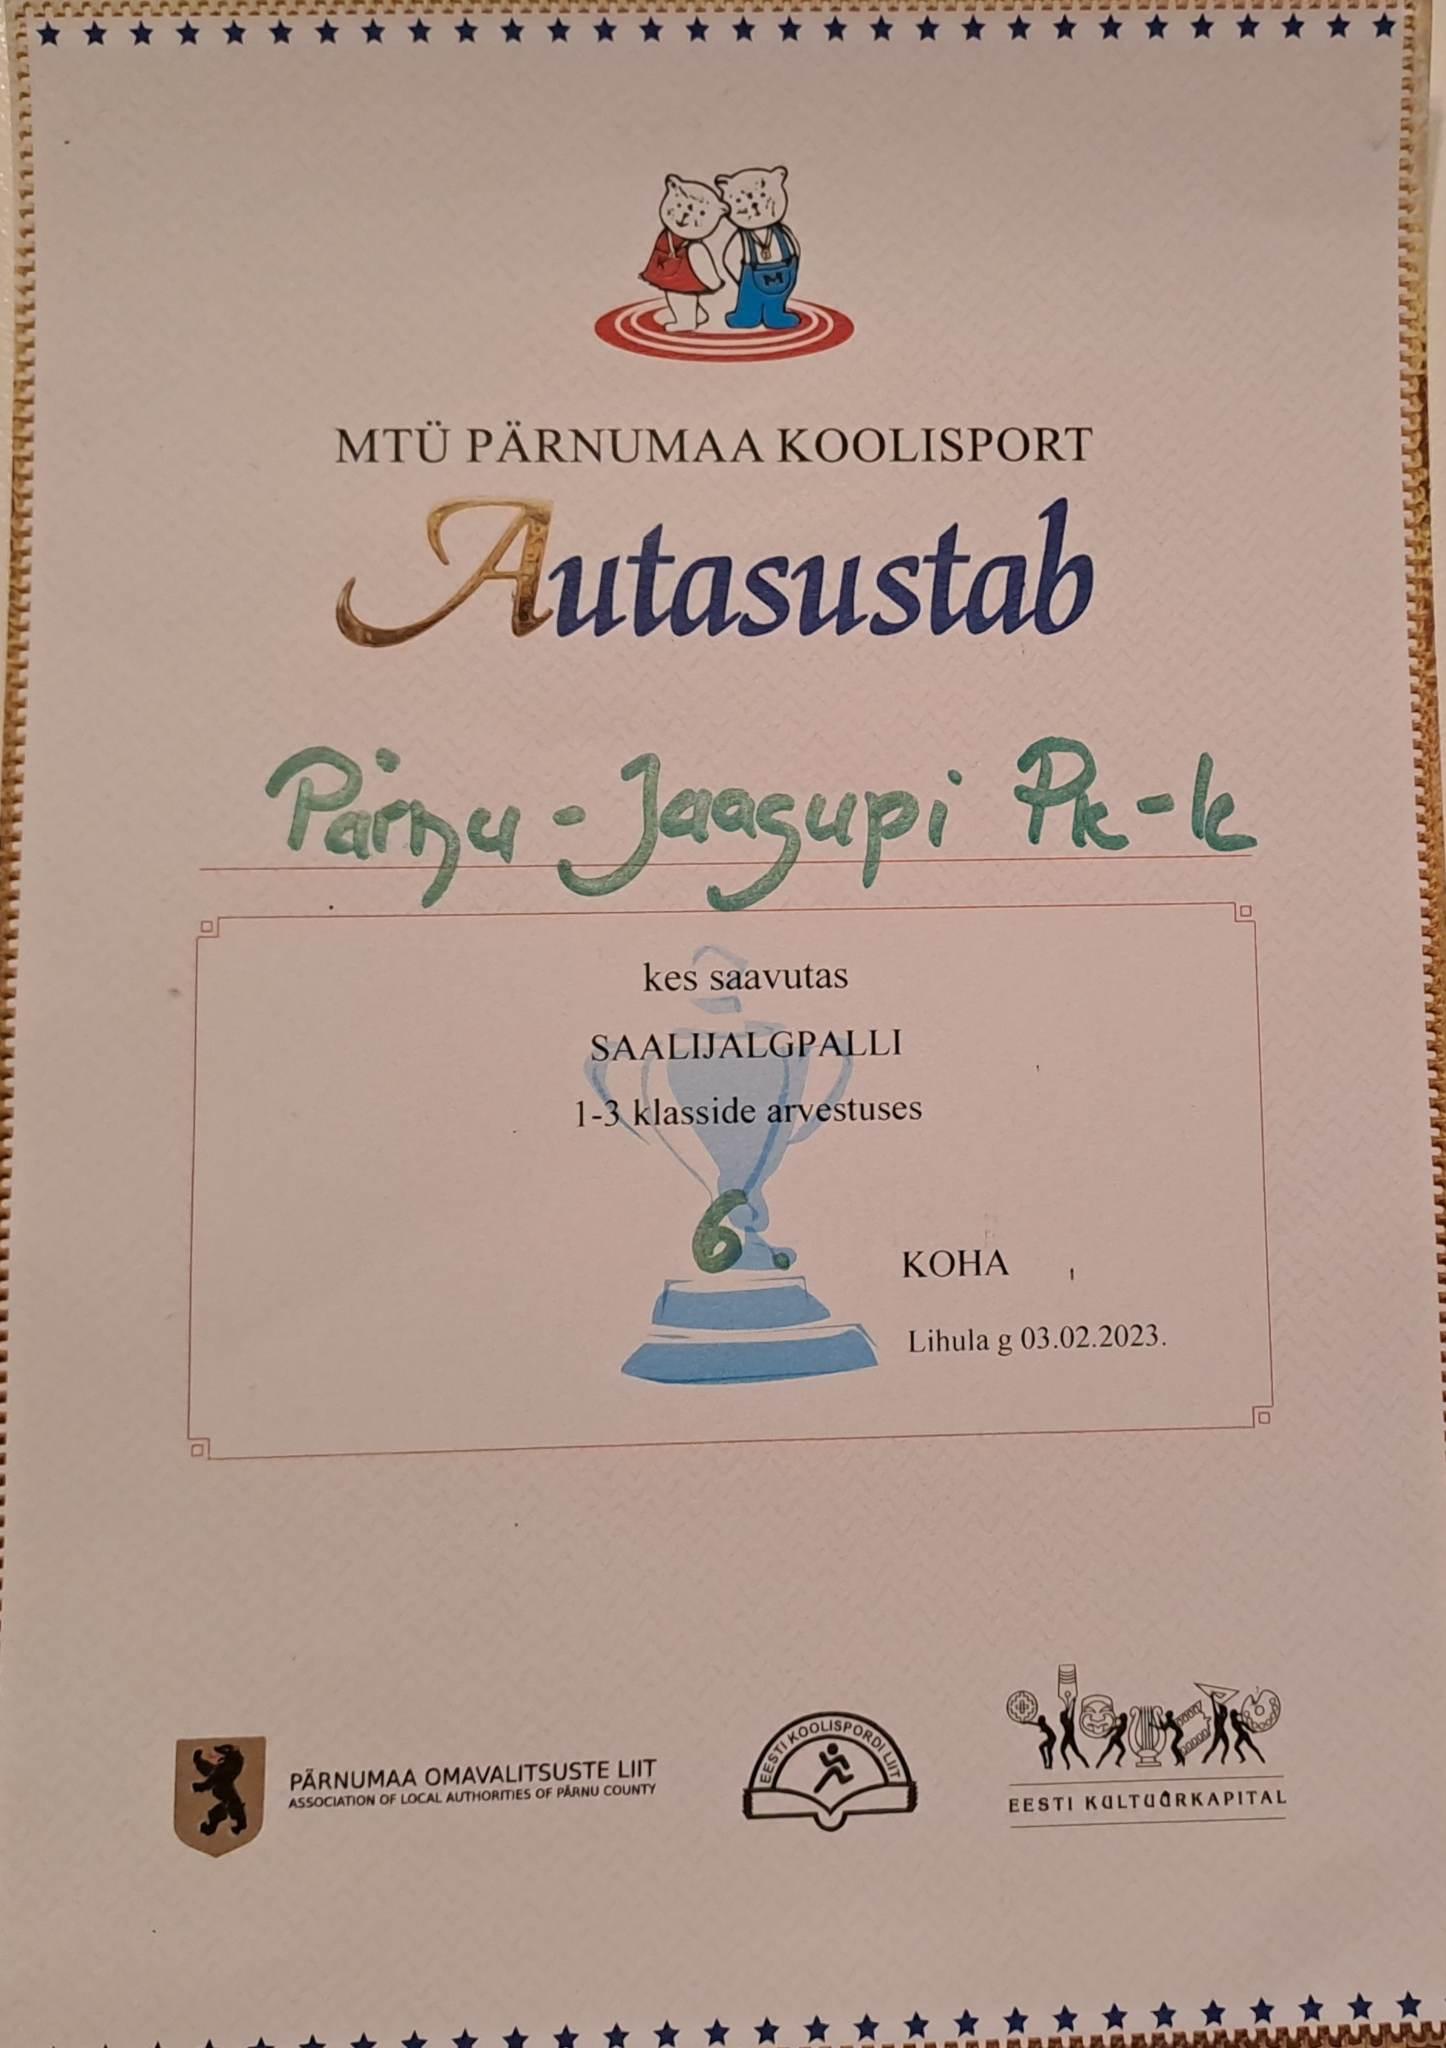 K
M
MTÜ PÄRNUMAA KOOLISPORT
Autasustab
Pärnu-Jaagupi Pk-k
kes saavutas
SAALIJALGPALLI
1-3 klasside arvestuses
6. KOHA
Lihula g 03.02.2023.
PÄRNUMAA OMAVALITSUSTE LIIT
ASSOCIATION OF LOCAL AUTHORITIES OF PÄRNU COUNTY
EESTI KOOLISPORDI LIIT
EESTI KULTUURKAPITAL